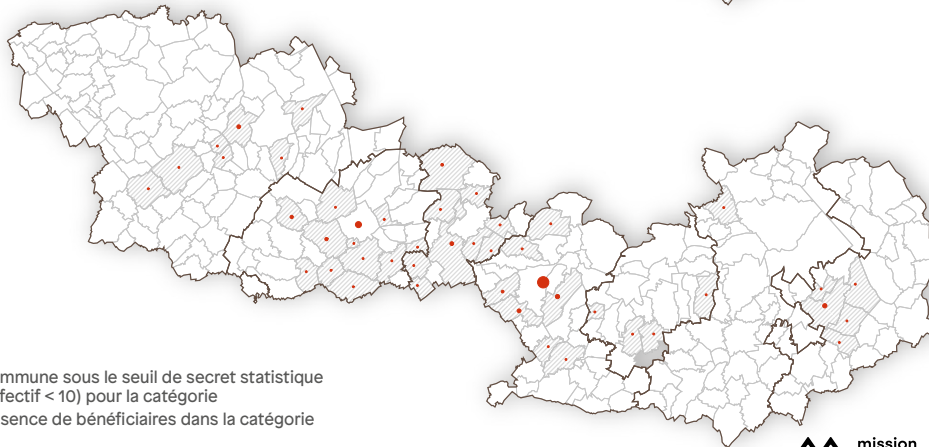 mmune sous le seuil de secret statistique
fectif < 10) pour la catégorie
sence de bénéficiaires dans la catégorie
mission